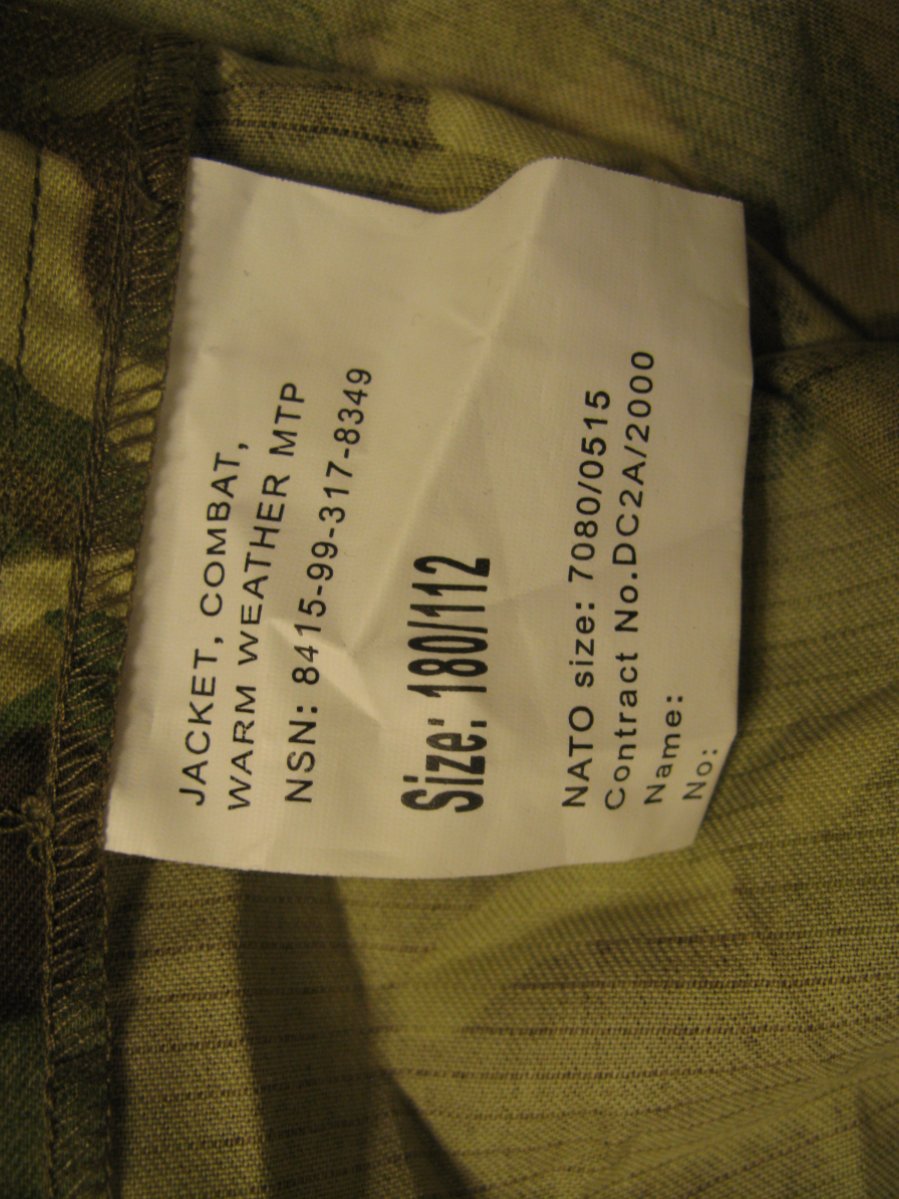 JACKET, COMBAT,
WARM WEATHER MTP
NSN: 8415-99-317-8349
Size: 180/112
NATO size: 7080/0515
Contract No.DC2A/2000
Name:
No: